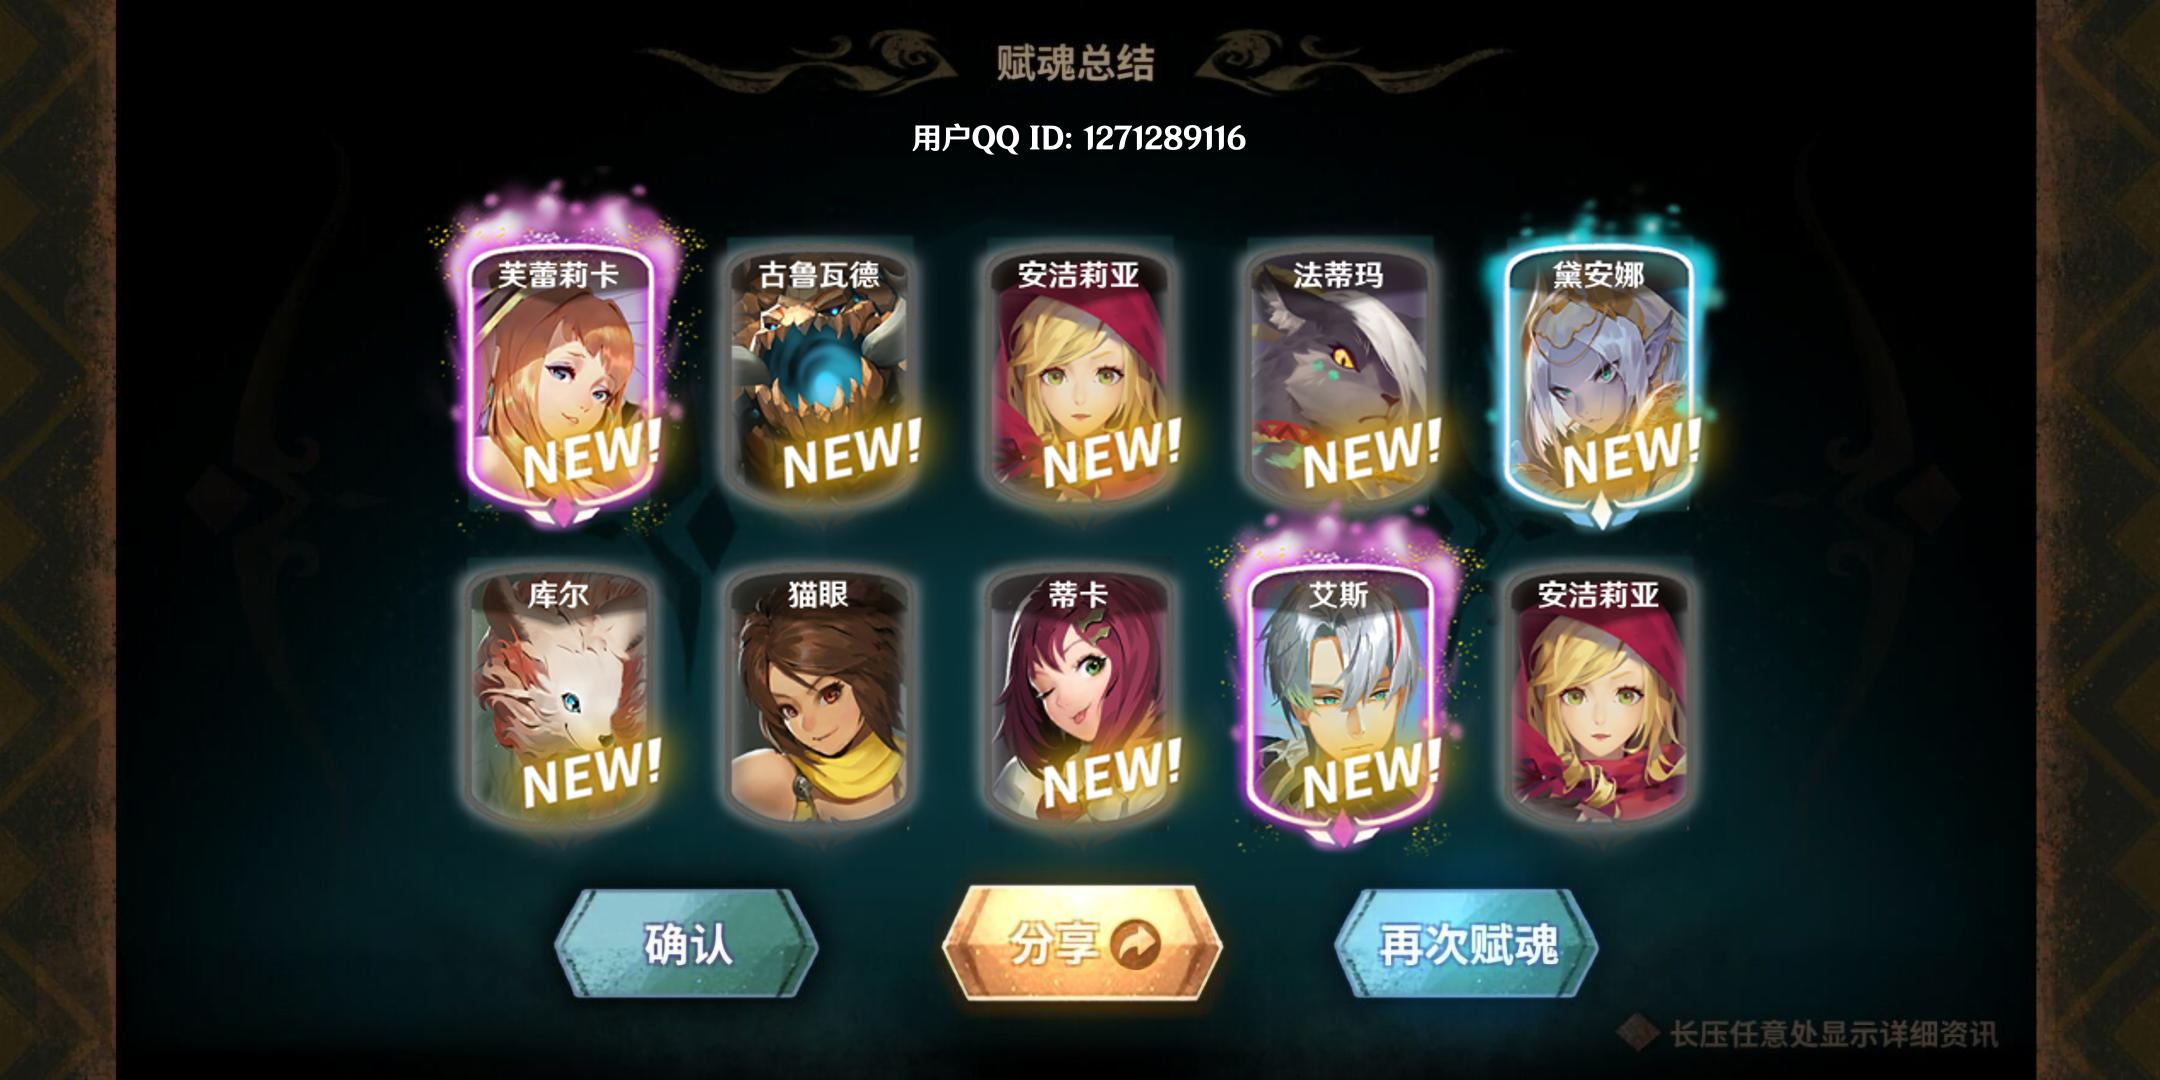 赋魂总结
用户QQ ID: 1271289116
芙蕾莉卡
古鲁瓦德
安洁莉亚
法蒂玛
黛安娜
NEW!
NEW!
NEW!
NEW!
NEW!
库尔
猫眼
蒂卡
艾斯
安洁莉亚
NEW!
NEW!
NEW!
确认
分享
再次赋魂
长压任意处显示详细资讯